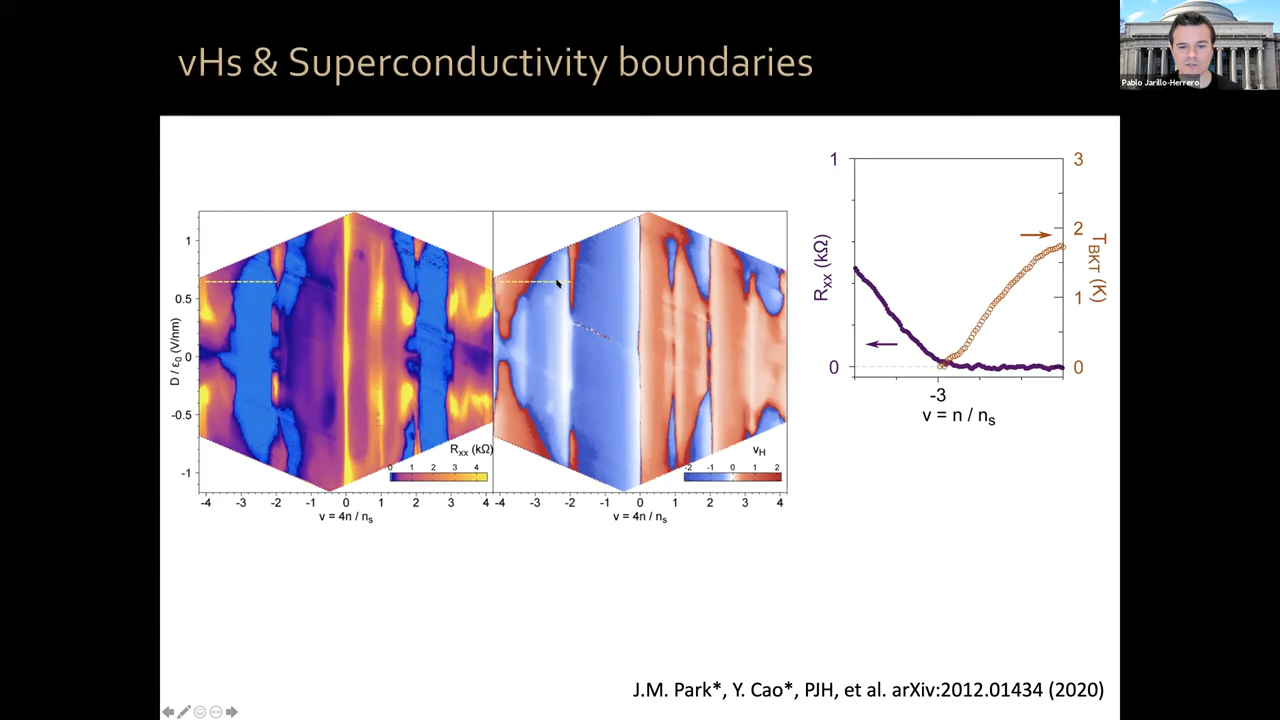 vHs & Superconductivity boundaries
Pablo Jarillo-Herrero
1
0.5
0
-0.5
-1
D / ε₀ (V/nm)
Rxx (kΩ)
0 1 2 3 4
-4 -3 -2 -1 0 1 2 3 4
ν = 4n / ns
νH
-2 -1 0 1 2
-4 -3 -2 -1 0 1 2 3 4
ν = 4n / ns
1
0
Rxx (kΩ)
3
2
1
0
TBKT (K)
-3
ν = n / ns
J.M. Park*, Y. Cao*, PJH, et al. arXiv:2012.01434 (2020)